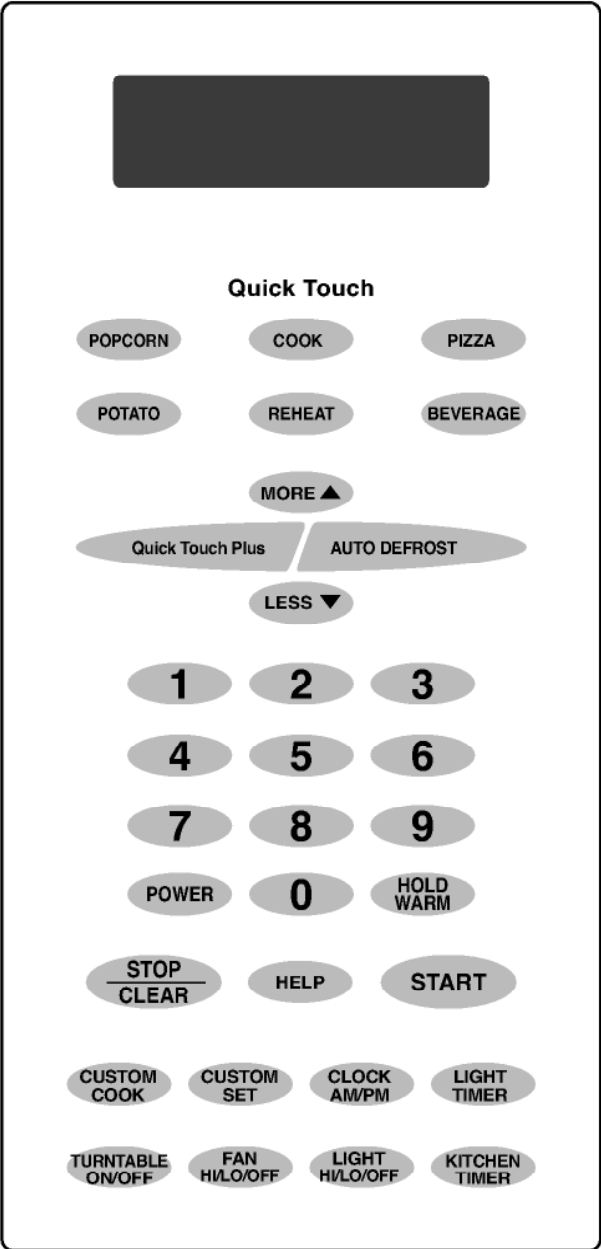 Quick Touch
POPCORN
COOK
PIZZA
POTATO
REHEAT
BEVERAGE
MORE ▲
Quick Touch Plus
AUTO DEFROST
LESS ▼
1
2
3
4
5
6
7
8
9
POWER
0
HOLD
WARM
STOP
CLEAR
HELP
START
CUSTOM
COOK
CUSTOM
SET
CLOCK
AM/PM
LIGHT
TIMER
TURNTABLE
ON/OFF
FAN
HI/LO/OFF
LIGHT
HI/LO/OFF
KITCHEN
TIMER